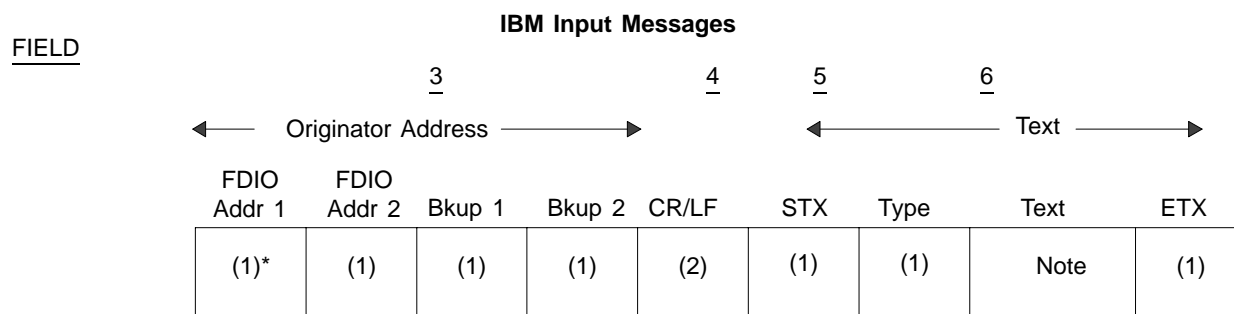 IBM Input Messages
FIELD
3 4 5 6
Originator Address Text
FDIO FDIO
Addr 1 Addr 2 Bkup 1 Bkup 2 CR/LF STX Type Text ETX
(1)* (1) (1) (1) (2) (1) (1) Note (1)